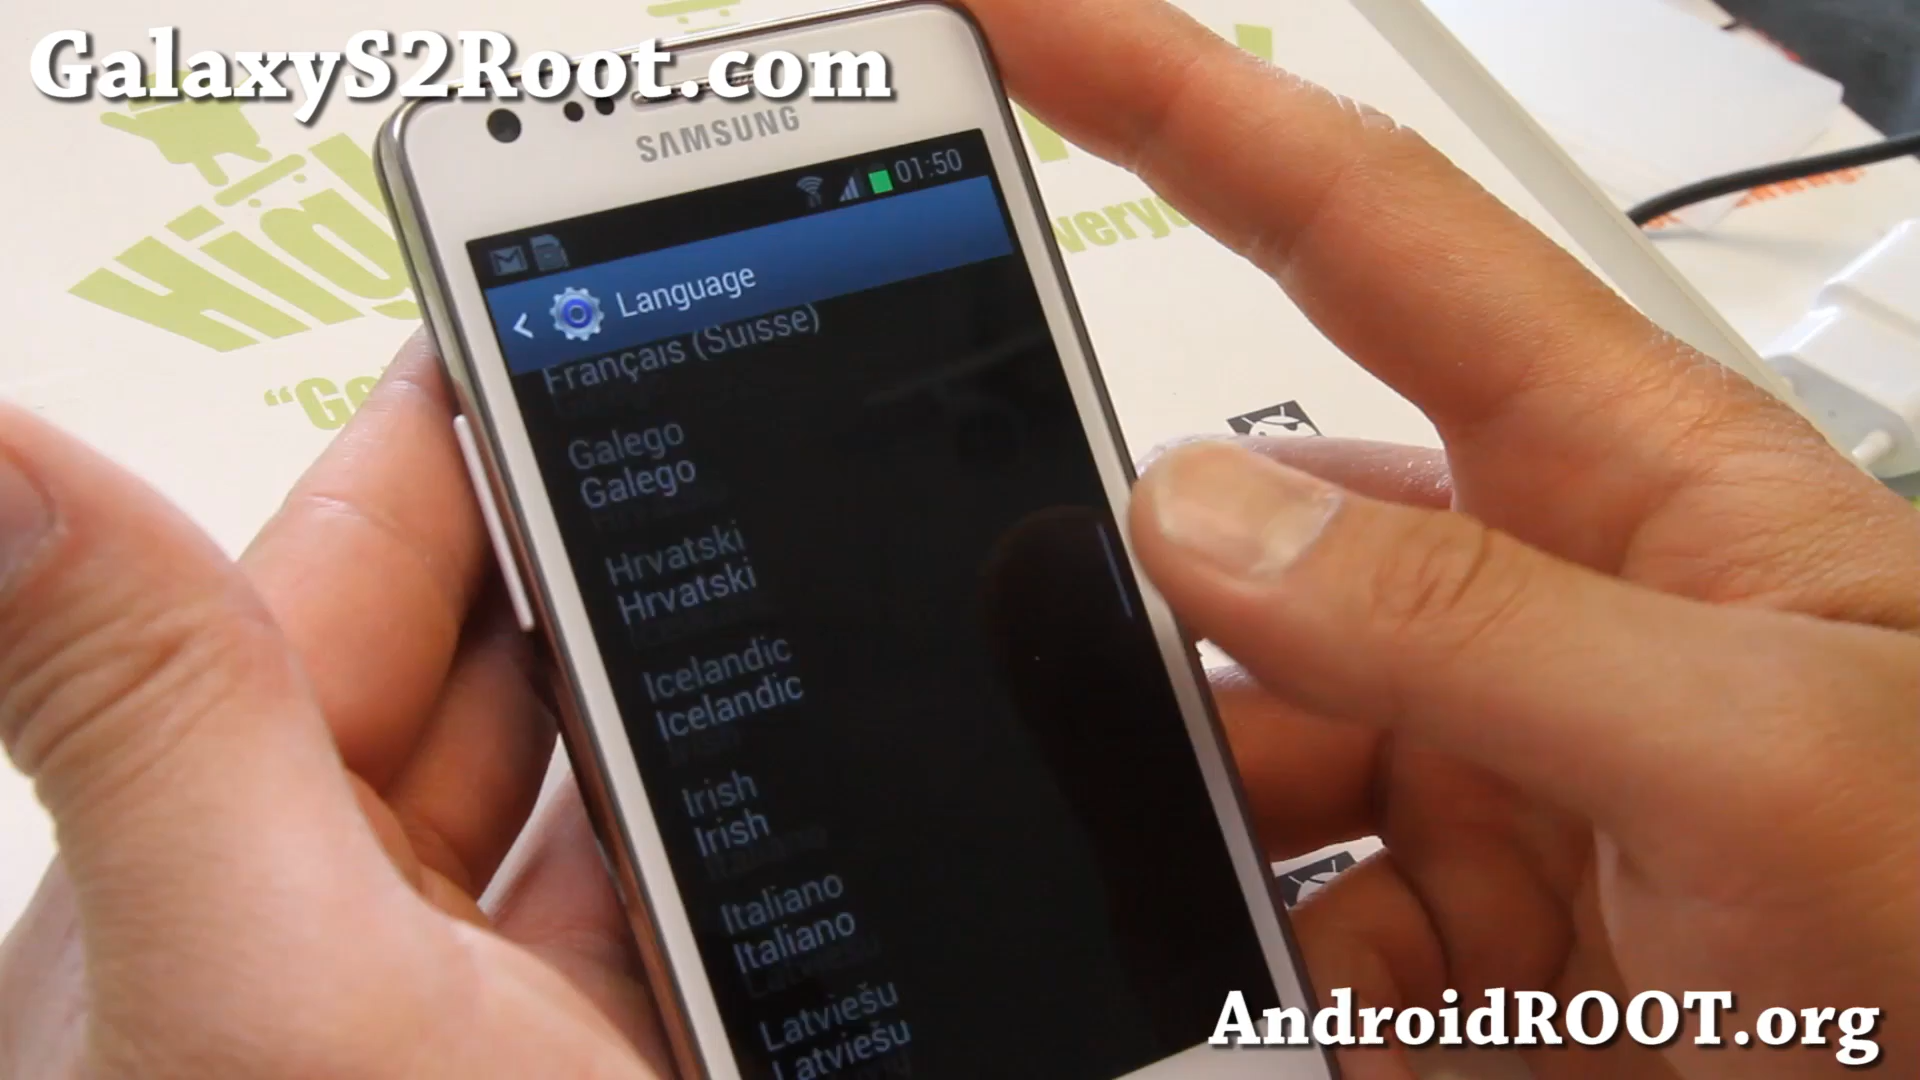 GalaxyS2Root.com
SAMSUNG
01:50
Language
Français (Suisse)
Galego
Galego
Hrvatski
Hrvatski
Icelandic
Icelandic
Irish
Irish
Italiano
Italiano
Latviešu
Latviešu
AndroidROOT.org